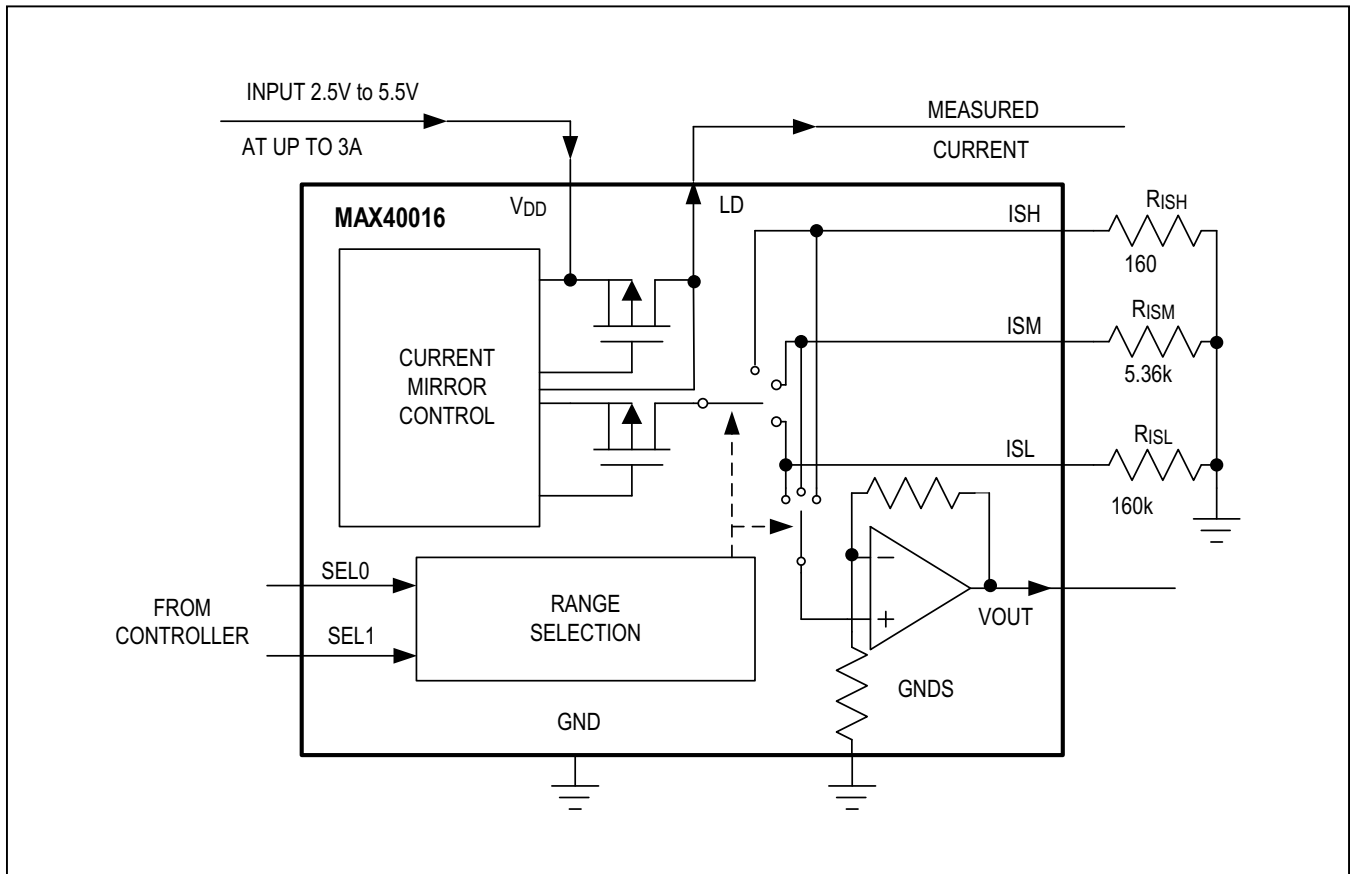 INPUT 2.5V to 5.5V
AT UP TO 3A
MEASURED
CURRENT
MAX40016
VDD
LD
ISH
RISH
160
CURRENT
MIRROR
CONTROL
ISM
RISM
5.36k
ISL
RISL
160k
FROM
CONTROLLER
SEL0
SEL1
RANGE
SELECTION
−
+
VOUT
GNDS
GND